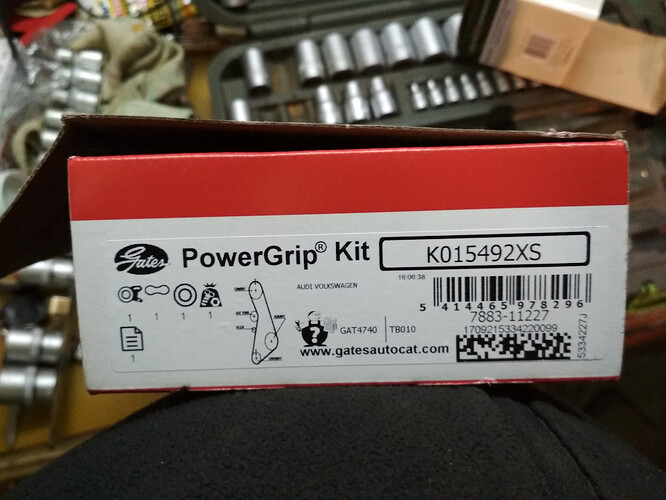 Gates PowerGrip® Kit K015492XS
16:06:38
AUDI VOLKSWAGEN
5 414465 978296
1 1 1 1
7883-11227
GAT4740 TB010
1709215334220099
www.gatesautocat.com
1
5334227J